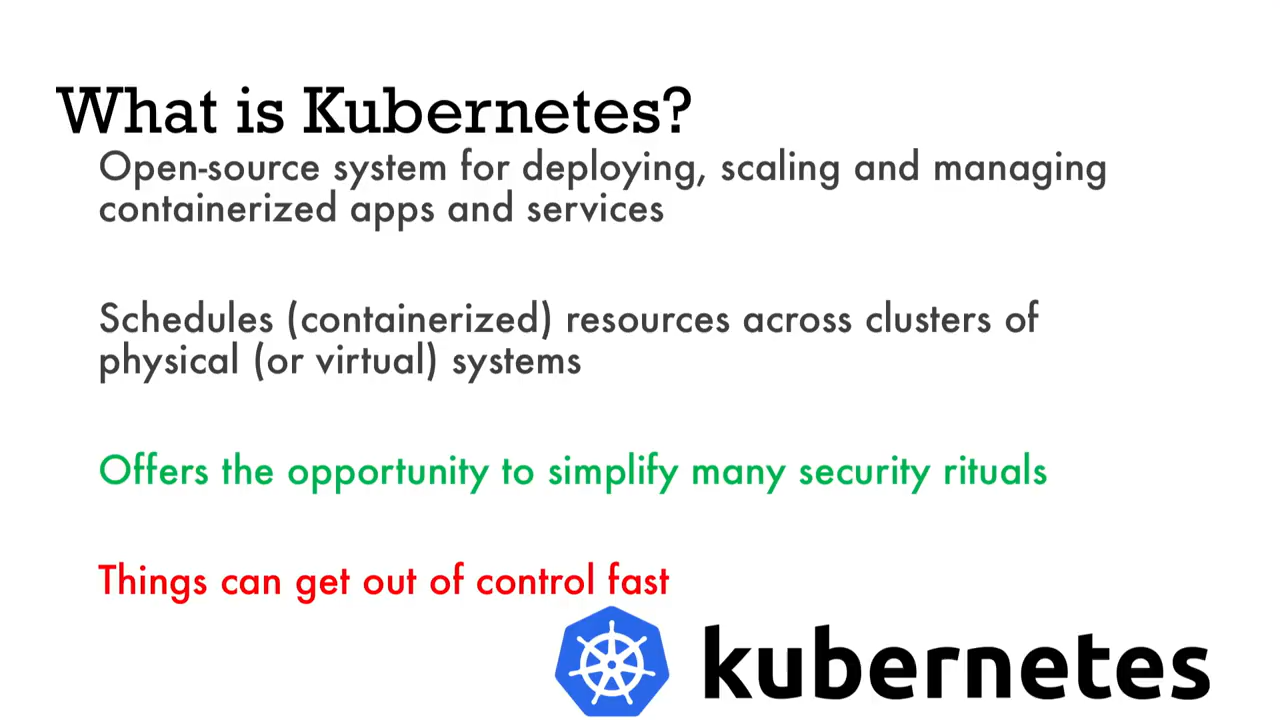 What is Kubernetes?
Open-source system for deploying, scaling and managing
containerized apps and services
Schedules (containerized) resources across clusters of
physical (or virtual) systems
Offers the opportunity to simplify many security rituals
Things can get out of control fast
kubernetes